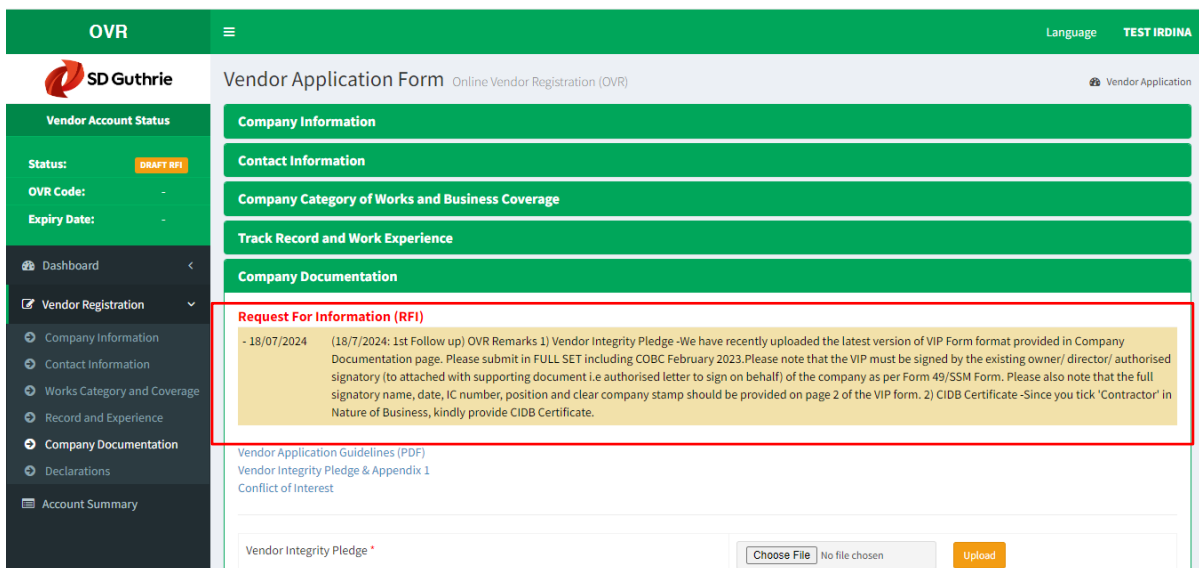 OVR
Language TEST IRDINA
SD Guthrie
Vendor Application Form Online Vendor Registration (OVR)
Vendor Application
Vendor Account Status
Status: DRAFT RFI
OVR Code: -
Expiry Date: -
Dashboard
Vendor Registration
Company Information
Contact Information
Works Category and Coverage
Record and Experience
Company Documentation
Declarations
Account Summary
Company Information
Contact Information
Company Category of Works and Business Coverage
Track Record and Work Experience
Company Documentation
Request For Information (RFI)
- 18/07/2024 (18/7/2024: 1st Follow up) OVR Remarks 1) Vendor Integrity Pledge -We have recently uploaded the latest version of VIP Form format provided in Company
Documentation page. Please submit in FULL SET including COBC February 2023.Please note that the VIP must be signed by the existing owner/ director/ authorised
signatory (to attached with supporting document i.e authorised letter to sign on behalf) of the company as per Form 49/SSM Form. Please also note that the full
signatory name, date, IC number, position and clear company stamp should be provided on page 2 of the VIP form. 2) CIDB Certificate -Since you tick 'Contractor' in
Nature of Business, kindly provide CIDB Certificate.
Vendor Application Guidelines (PDF)
Vendor Integrity Pledge & Appendix 1
Conflict of Interest
Vendor Integrity Pledge * Choose File No file chosen Upload